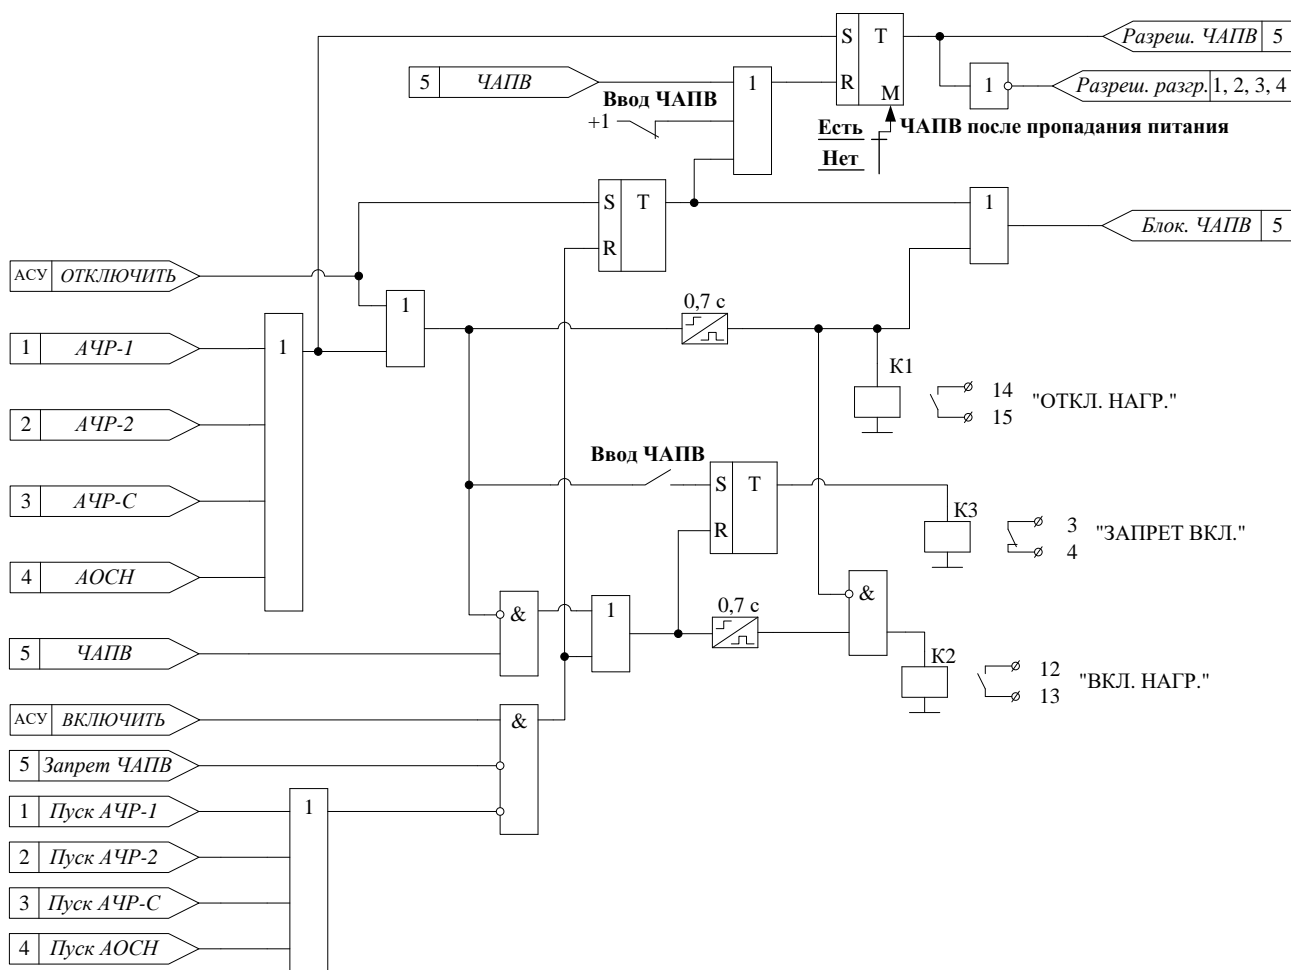 S T
R
M
5 ЧАПВ
Ввод ЧАПВ
+1
1
Разреш. ЧАПВ 5
1
Разреш. разгр. 1, 2, 3, 4
Есть
Нет
ЧАПВ после пропадания питания
S T
R
1
Блок. ЧАПВ 5
АСУ ОТКЛЮЧИТЬ
1 АЧР-1
2 АЧР-2
3 АЧР-С
4 АОСН
1
1
0,7 с
К1
14
15
"ОТКЛ. НАГР."
Ввод ЧАПВ
S T
R
К3
3
4
"ЗАПРЕТ ВКЛ."
5 ЧАПВ
&
1
0,7 с
&
К2
12
13
"ВКЛ. НАГР."
АСУ ВКЛЮЧИТЬ
5 Запрет ЧАПВ
&
1 Пуск АЧР-1
2 Пуск АЧР-2
3 Пуск АЧР-С
4 Пуск АОСН
1